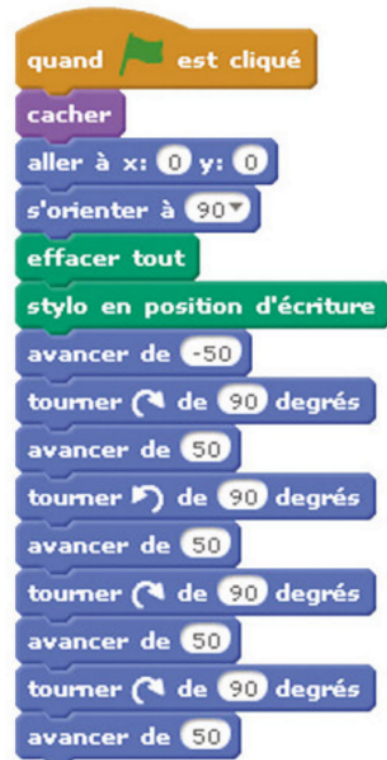 quand est cliqué
cacher
aller à x: 0 y: 0
s'orienter à 90
effacer tout
stylo en position d'écriture
avancer de -50
tourner de 90 degrés
avancer de 50
tourner de 90 degrés
avancer de 50
tourner de 90 degrés
avancer de 50
tourner de 90 degrés
avancer de 50